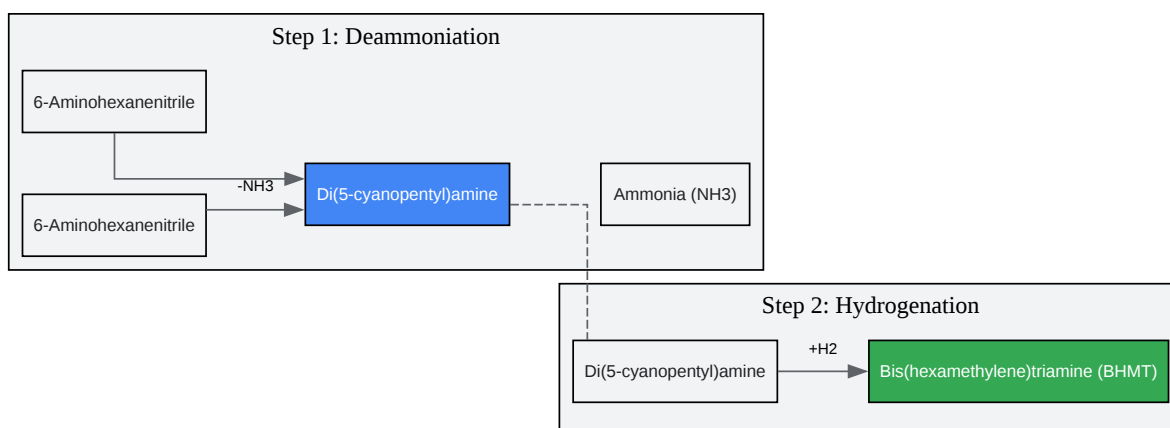 Step 1: Deammoniation
6-Aminohexanenitrile
-NH3
Di(5-cyanopentyl)amine
Ammonia (NH3)
6-Aminohexanenitrile
Step 2: Hydrogenation
Di(5-cyanopentyl)amine
+H2
Bis(hexamethylene)triamine (BHMT)